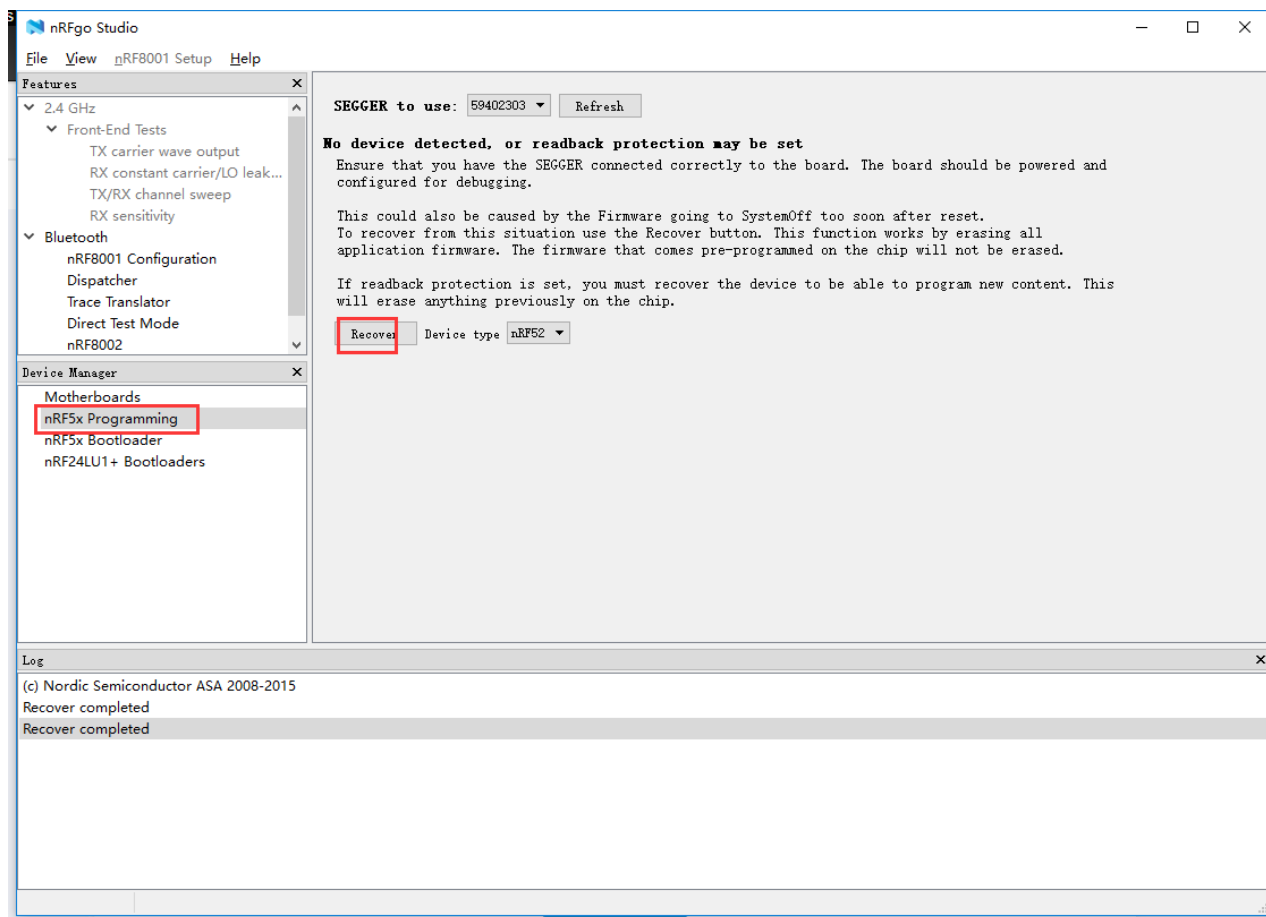 nRFgo Studio
File View nRF8001 Setup Help
Features
2.4 GHz
Front-End Tests
TX carrier wave output
RX constant carrier/LO leak...
TX/RX channel sweep
RX sensitivity
Bluetooth
nRF8001 Configuration
Dispatcher
Trace Translator
Direct Test Mode
nRF8002
Device Manager
Motherboards
nRF5x Programming
nRF5x Bootloader
nRF24LU1+ Bootloaders
SEGGER to use: 59402303 Refresh
No device detected, or readback protection may be set
Ensure that you have the SEGGER connected correctly to the board. The board should be powered and
configured for debugging.
This could also be caused by the Firmware going to SystemOff too soon after reset.
To recover from this situation use the Recover button. This function works by erasing all
application firmware. The firmware that comes pre-programmed on the chip will not be erased.
If readback protection is set, you must recover the device to be able to program new content. This
will erase anything previously on the chip.
Recover Device type nRF52
Log
(c) Nordic Semiconductor ASA 2008-2015
Recover completed
Recover completed